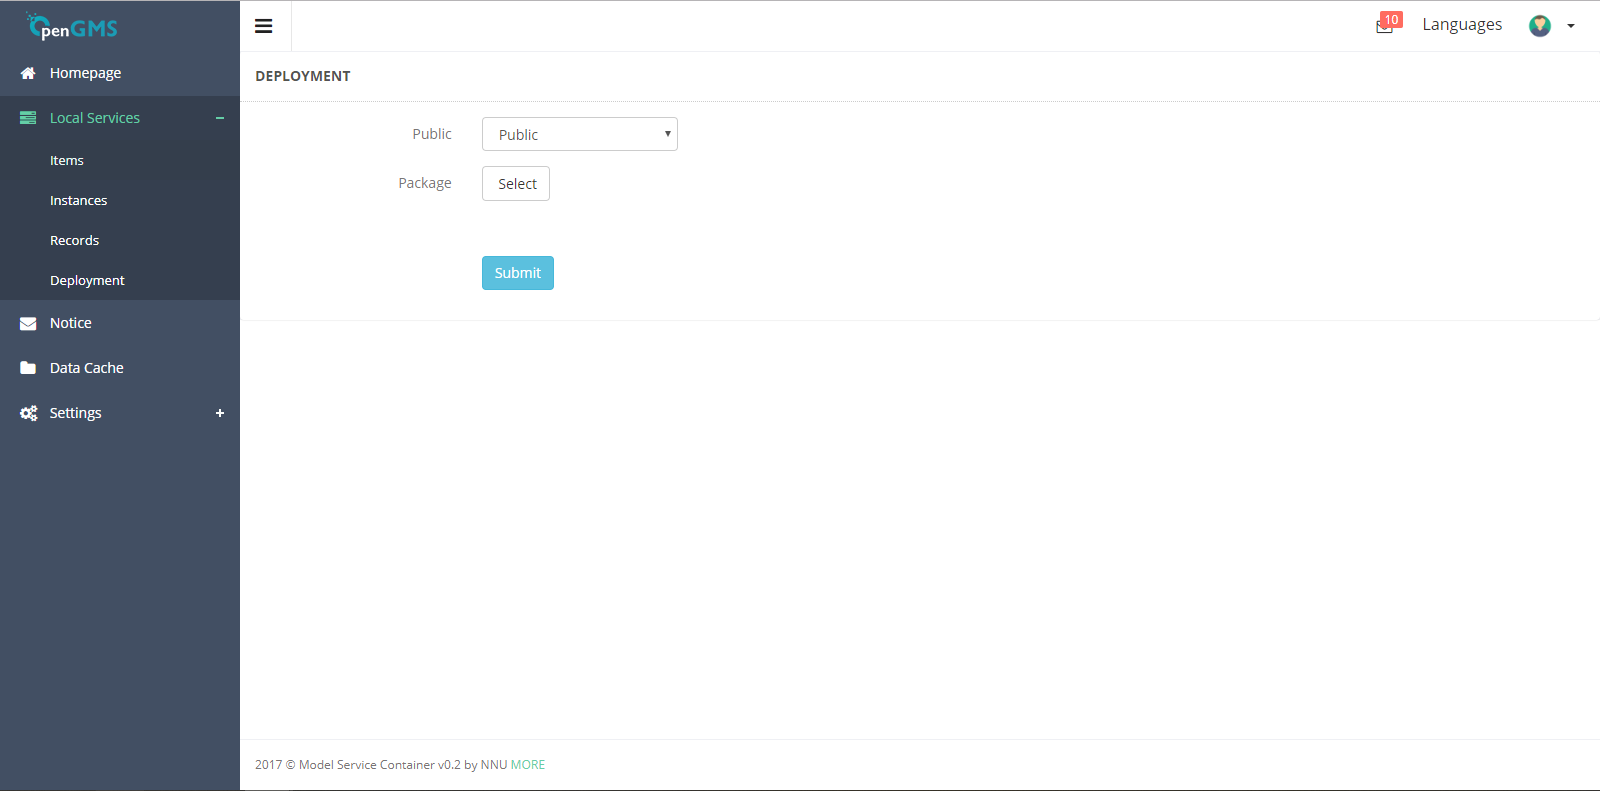 OpenGMS
10
Languages
Homepage
Local Services
Items
Instances
Records
Deployment
Notice
Data Cache
Settings
DEPLOYMENT
Public
Public
Package
Select
Submit
2017 © Model Service Container v0.2 by NNU MORE